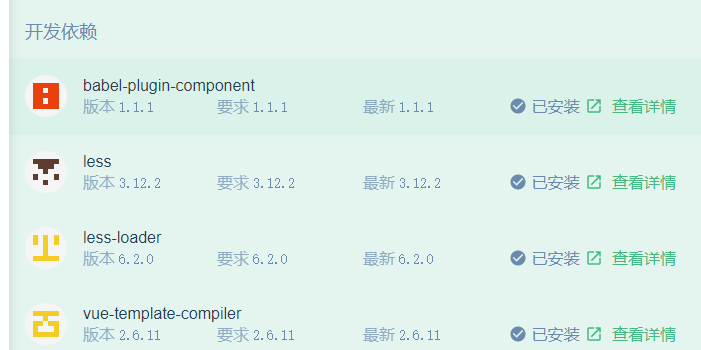 开发依赖
babel-plugin-component
版本 1.1.1 要求 1.1.1 最新 1.1.1 已安装 查看详情
less
版本 3.12.2 要求 3.12.2 最新 3.12.2 已安装 查看详情
less-loader
版本 6.2.0 要求 6.2.0 最新 6.2.0 已安装 查看详情
vue-template-compiler
版本 2.6.11 要求 2.6.11 最新 2.6.11 已安装 查看详情